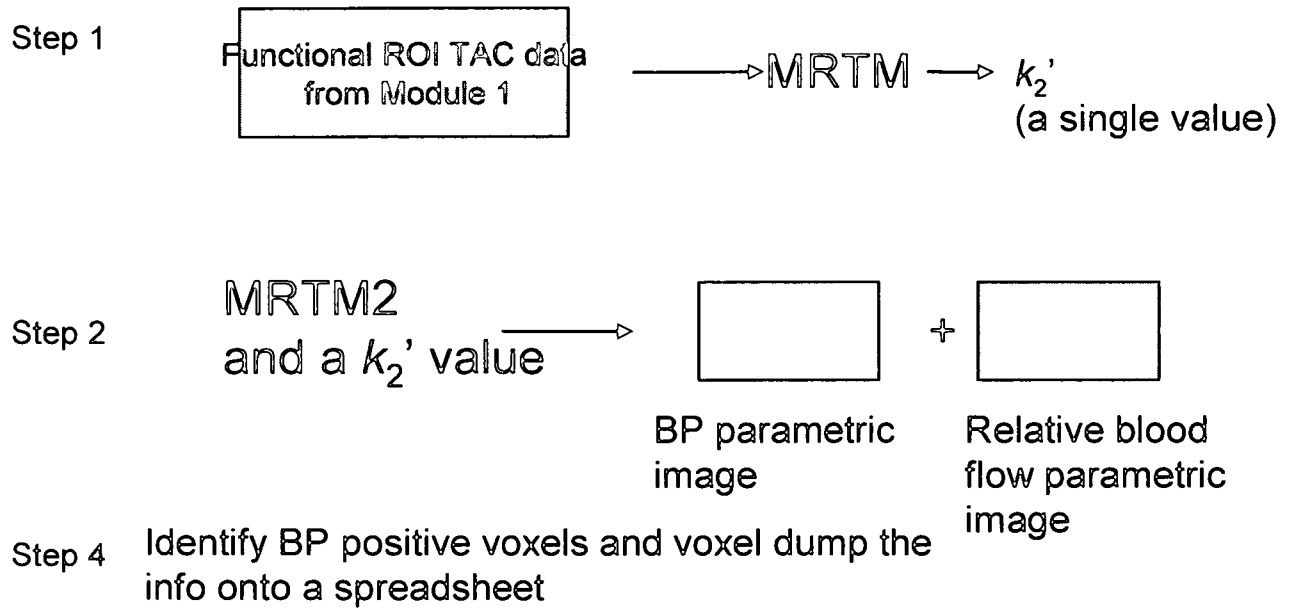 Step 1
Functional ROI TAC data
from Module 1
MRTM
k₂'
(a single value)
Step 2
MRTM2
and a k₂' value
+
BP parametric
image
Relative blood
flow parametric
image
Step 4
Identify BP positive voxels and voxel dump the
info onto a spreadsheet